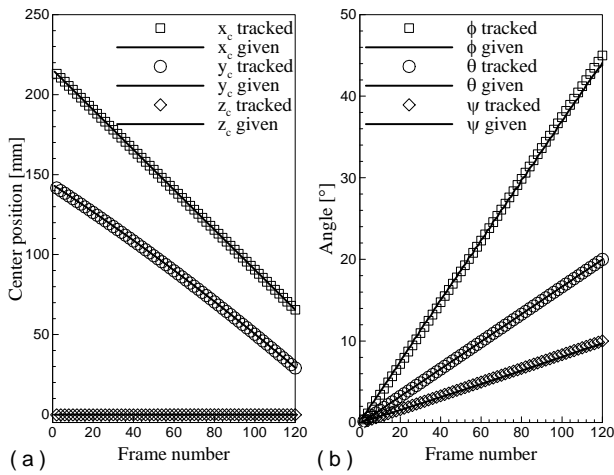 x_c tracked
x_c given
y_c tracked
y_c given
z_c tracked
z_c given
250
200
150
100
50
0
Center position [mm]
0 20 40 60 80 100 120
Frame number
(a)
ϕ tracked
ϕ given
θ tracked
θ given
ψ tracked
ψ given
50
40
30
20
10
0
Angle [°]
0 20 40 60 80 100 120
Frame number
(b)